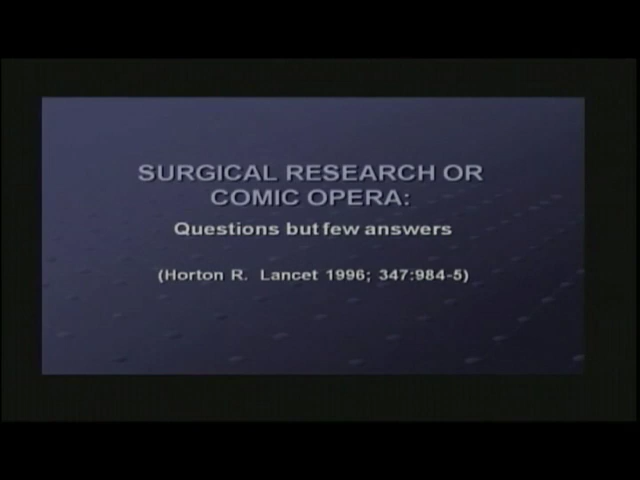 SURGICAL RESEARCH OR
COMIC OPERA:
Questions but few answers
(Horton R. Lancet 1996; 347:984-5)